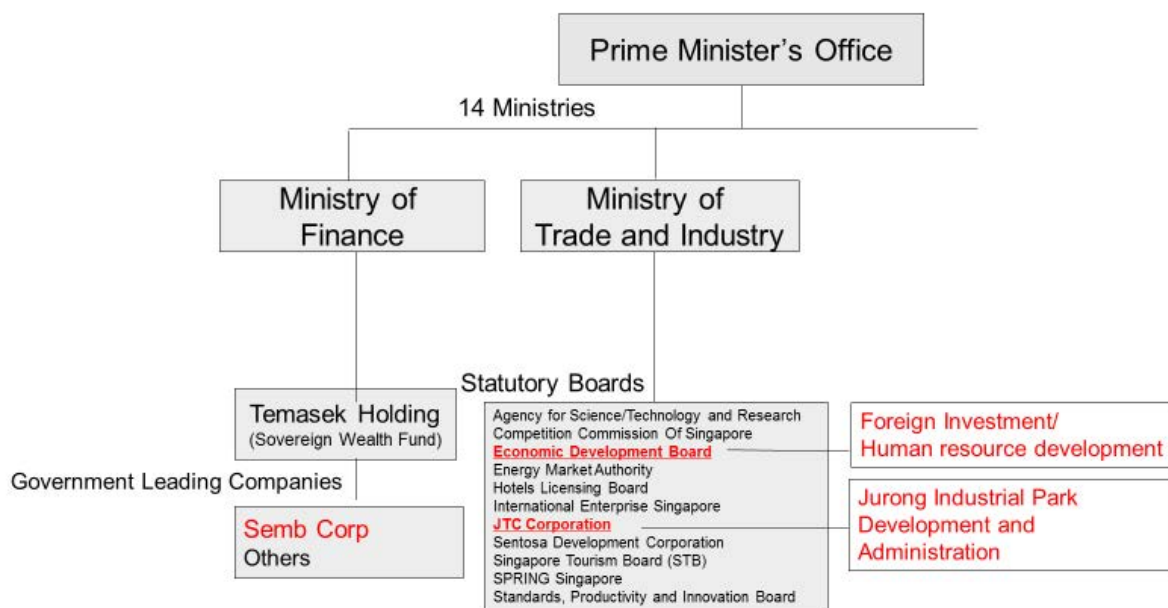 Prime Minister's Office
14 Ministries
Ministry of
Finance
Ministry of
Trade and Industry
Temasek Holding
(Sovereign Wealth Fund)
Government Leading Companies
Semb Corp
Others
Statutory Boards
Agency for Science/Technology and Research
Competition Commission Of Singapore
Economic Development Board
Energy Market Authority
Hotels Licensing Board
International Enterprise Singapore
JTC Corporation
Sentosa Development Corporation
Singapore Tourism Board (STB)
SPRING Singapore
Standards, Productivity and Innovation Board
Foreign Investment/
Human resource development
Jurong Industrial Park
Development and
Administration